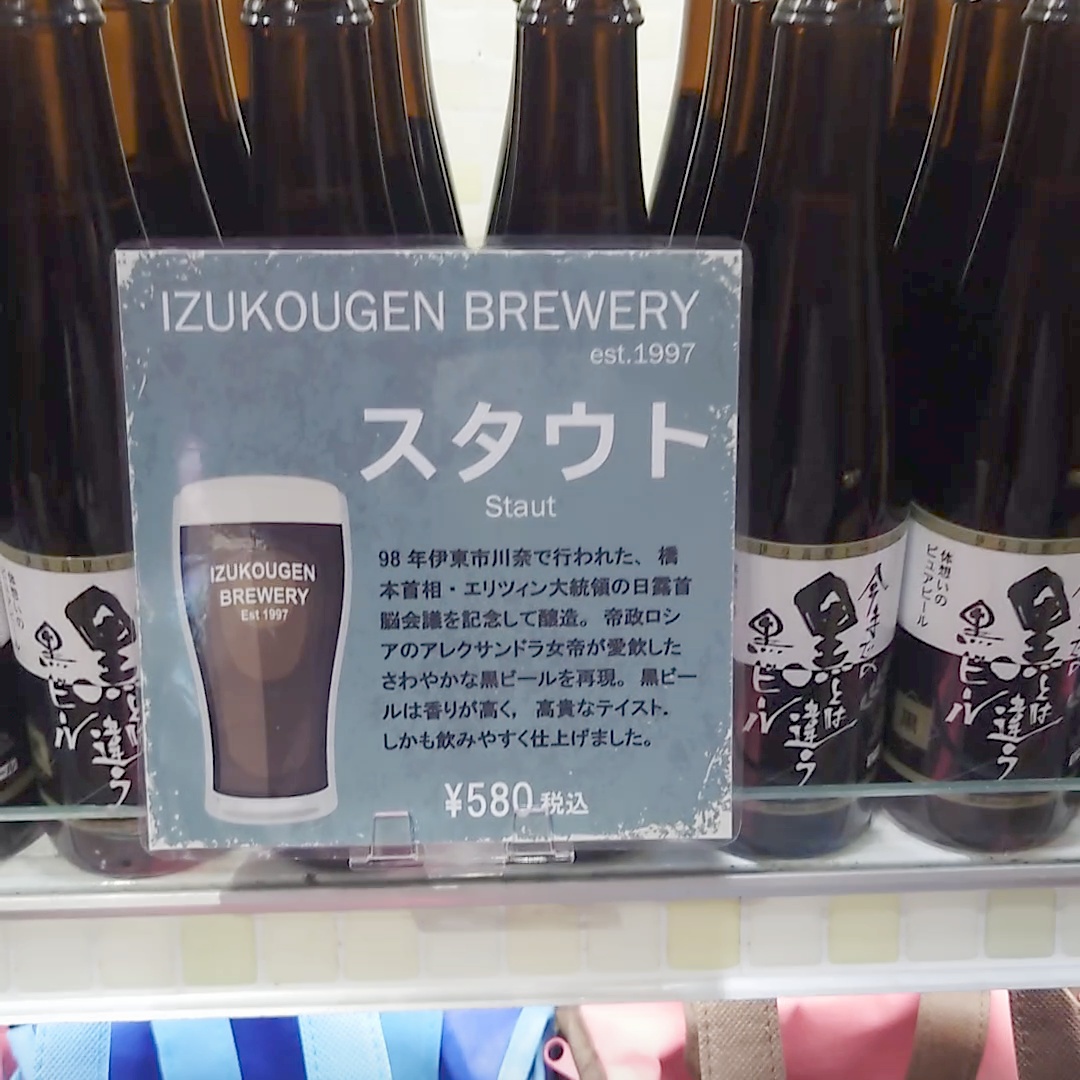 IZUKOUGEN BREWERY
est.1997
スタウト
Staut
IZUKOUGEN
BREWERY
Est 1997
98 年伊東市川奈で行われた、橋
本首相・エリツィン大統領の日露首
脳会議を記念して醸造。帝政ロシ
アのアレクサンドラ女帝が愛飲した
さわやかな黒ビールを再現。黒ビー
ルは香りが高く，高貴なテイスト.
しかも飲みやすく仕上げました。
¥580 税込
今までの
黒とは違う
黒ビール
休想いの
ピュアビール
黒とは違う
黒ビール